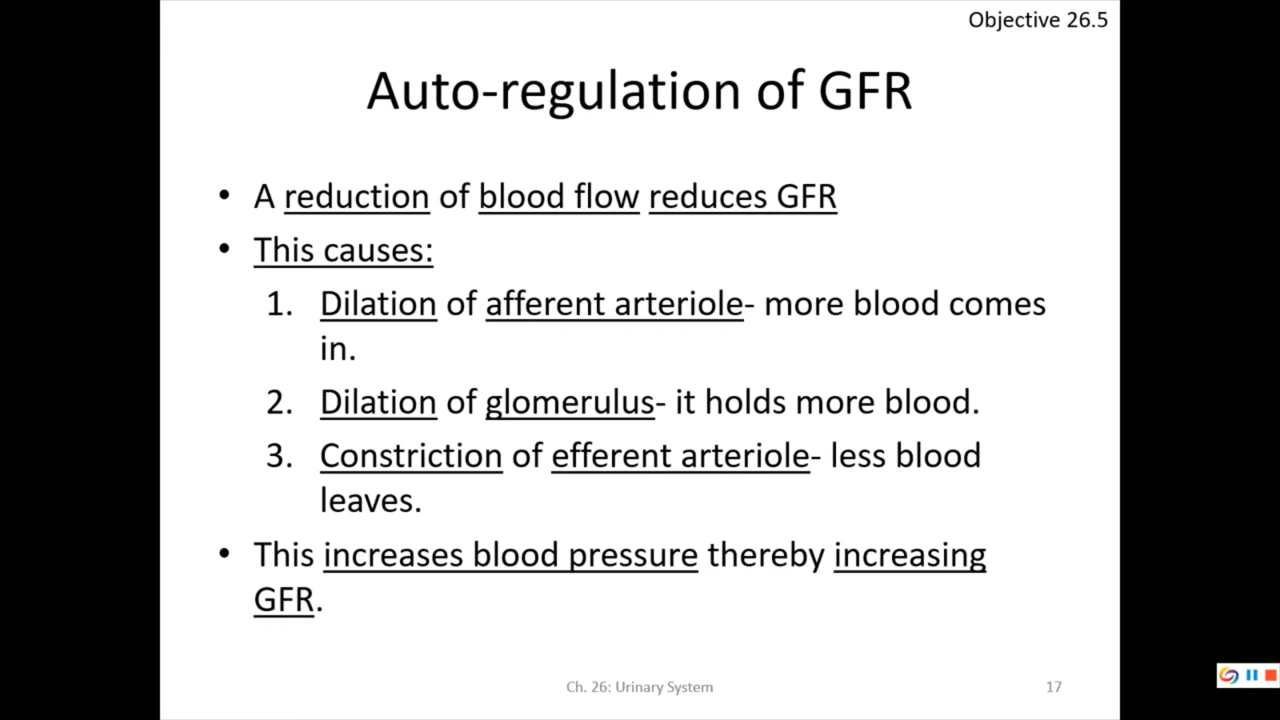 Objective 26.5
Auto-regulation of GFR
• A reduction of blood flow reduces GFR
• This causes:
1. Dilation of afferent arteriole- more blood comes
in.
2. Dilation of glomerulus- it holds more blood.
3. Constriction of efferent arteriole- less blood
leaves.
• This increases blood pressure thereby increasing
GFR.
Ch. 26: Urinary System
17